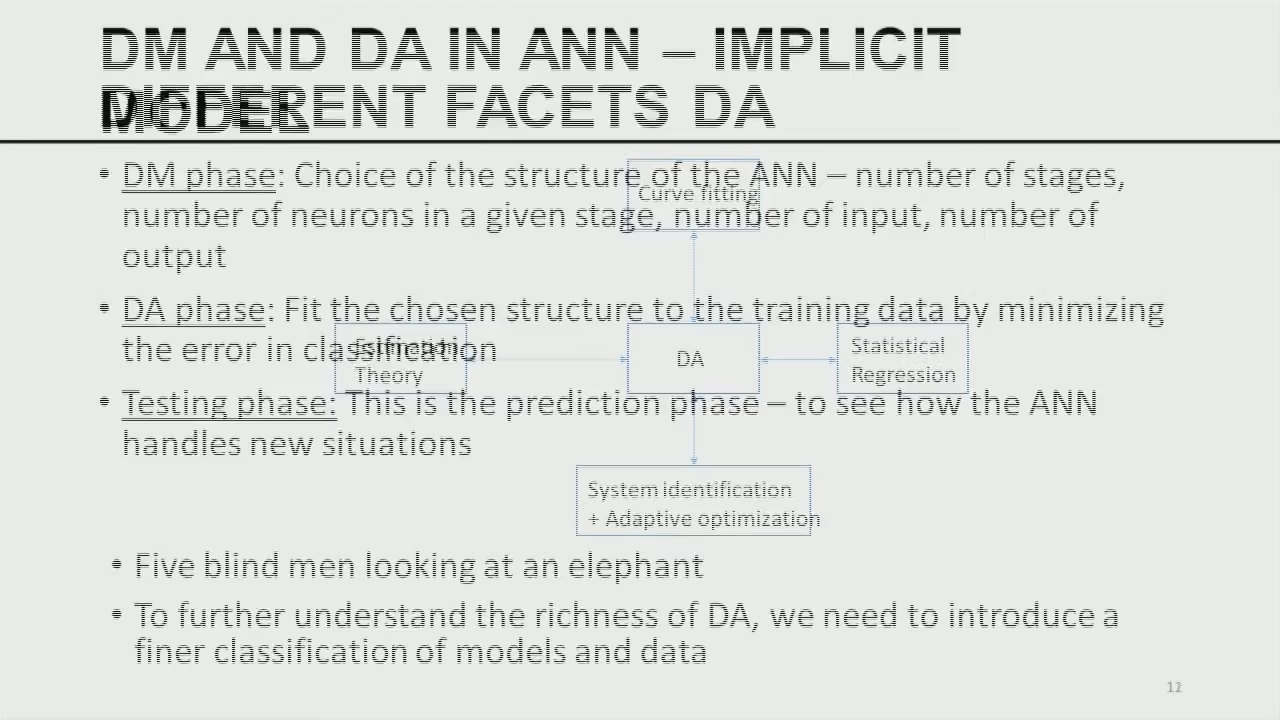 DM AND DA IN ANN – IMPLICIT
MODEL
DIFFERENT FACETS DA
• DM phase: Choice of the structure of the ANN – number of stages,
number of neurons in a given stage, number of input, number of
output
• DA phase: Fit the chosen structure to the training data by minimizing
the error in classification
• Testing phase: This is the prediction phase – to see how the ANN
handles new situations
Curve fitting
Estimation
Theory
DA
Statistical
Regression
System identification
+ Adaptive optimization
• Five blind men looking at an elephant
• To further understand the richness of DA, we need to introduce a
finer classification of models and data